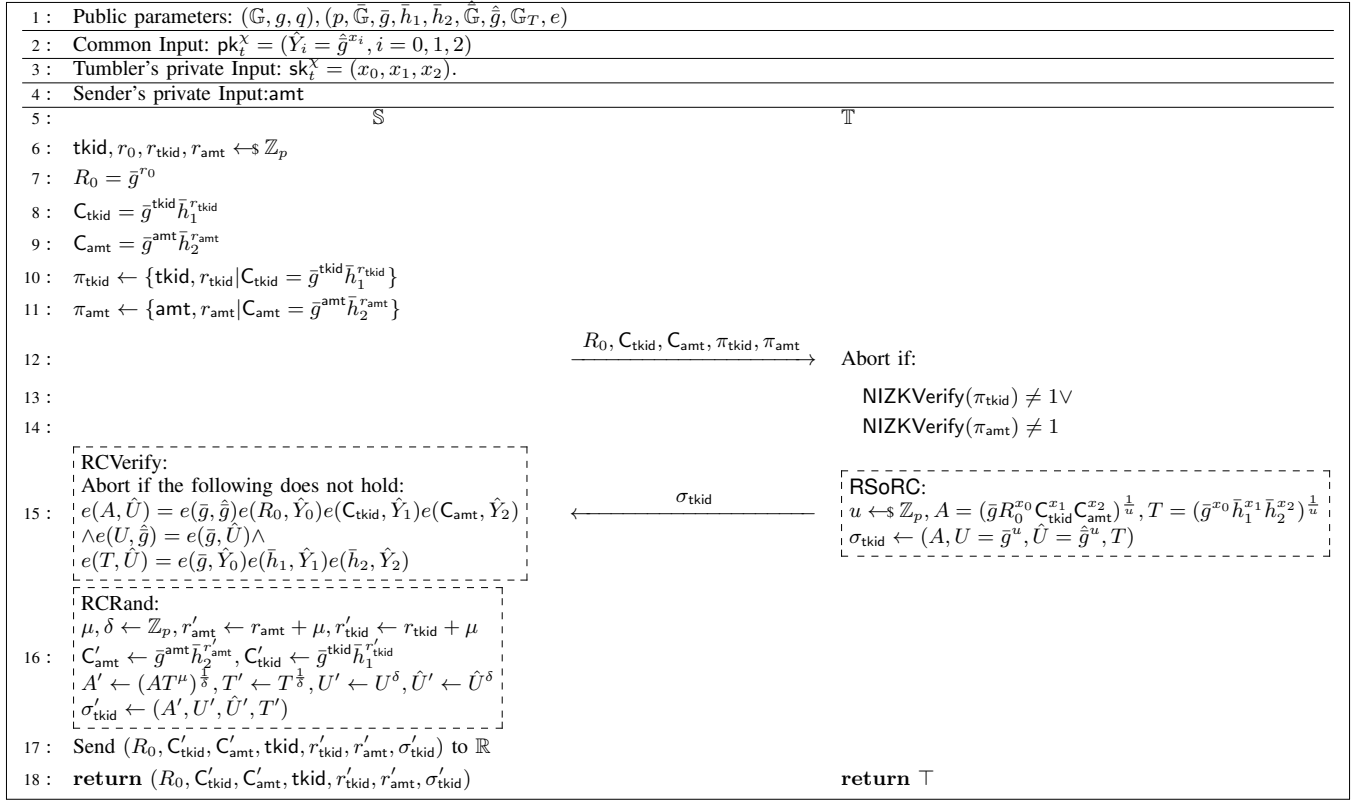 1 : Public parameters: (𝔾, g, q), (p, 𝔾̄, ḡ, h̄₁, h̄₂, 𝔾̄̂, ḡ̂, 𝔾_T, e)
2 : Common Input: pk_t^χ = (Ŷ_i = ḡ̂^{x_i}, i = 0, 1, 2)
3 : Tumbler's private Input: sk_t^χ = (x₀, x₁, x₂).
4 : Sender's private Input:amt
5 : 𝕊 𝕋
6 : tkid, r₀, r_tkid, r_amt ←$ ℤ_p
7 : R₀ = ḡ^{r₀}
8 : C_tkid = ḡ^{tkid} h̄₁^{r_tkid}
9 : C_amt = ḡ^{amt} h̄₂^{r_amt}
10 : π_tkid ← {tkid, r_tkid|C_tkid = ḡ^{tkid} h̄₁^{r_tkid}}
11 : π_amt ← {amt, r_amt|C_amt = ḡ^{amt} h̄₂^{r_amt}}
12 : R₀, C_tkid, C_amt, π_tkid, π_amt Abort if:
13 : NIZKVerify(π_tkid) ≠ 1∨
14 : NIZKVerify(π_amt) ≠ 1
15 :
RCVerify:
Abort if the following does not hold:
e(A, Û) = e(ḡ, ḡ̂)e(R₀, Ŷ₀)e(C_tkid, Ŷ₁)e(C_amt, Ŷ₂)
∧e(U, ḡ̂) = e(ḡ, Û)∧
e(T, Û) = e(ḡ, Ŷ₀)e(h̄₁, Ŷ₁)e(h̄₂, Ŷ₂)
σ_tkid
RSoRC:
u ←$ ℤ_p, A = (ḡR₀^{x₀} C_tkid^{x₁} C_amt^{x₂})^{1/u}, T = (ḡ^{x₀} h̄₁^{x₁} h̄₂^{x₂})^{1/u}
σ_tkid ← (A, U = ḡ^u, Û = ḡ̂^u, T)
16 :
RCRand:
μ, δ ← ℤ_p, r′_amt ← r_amt + μ, r′_tkid ← r_tkid + μ
C′_amt ← ḡ^{amt} h̄₂^{r′_amt}, C′_tkid ← ḡ^{tkid} h̄₁^{r′_tkid}
A′ ← (AT^μ)^{1/δ}, T′ ← T^{1/δ}, U′ ← U^δ, Û′ ← Û^δ
σ′_tkid ← (A′, U′, Û′, T′)
17 : Send (R₀, C′_tkid, C′_amt, tkid, r′_tkid, r′_amt, σ′_tkid) to ℝ
18 : return (R₀, C′_tkid, C′_amt, tkid, r′_tkid, r′_amt, σ′_tkid) return ⊤